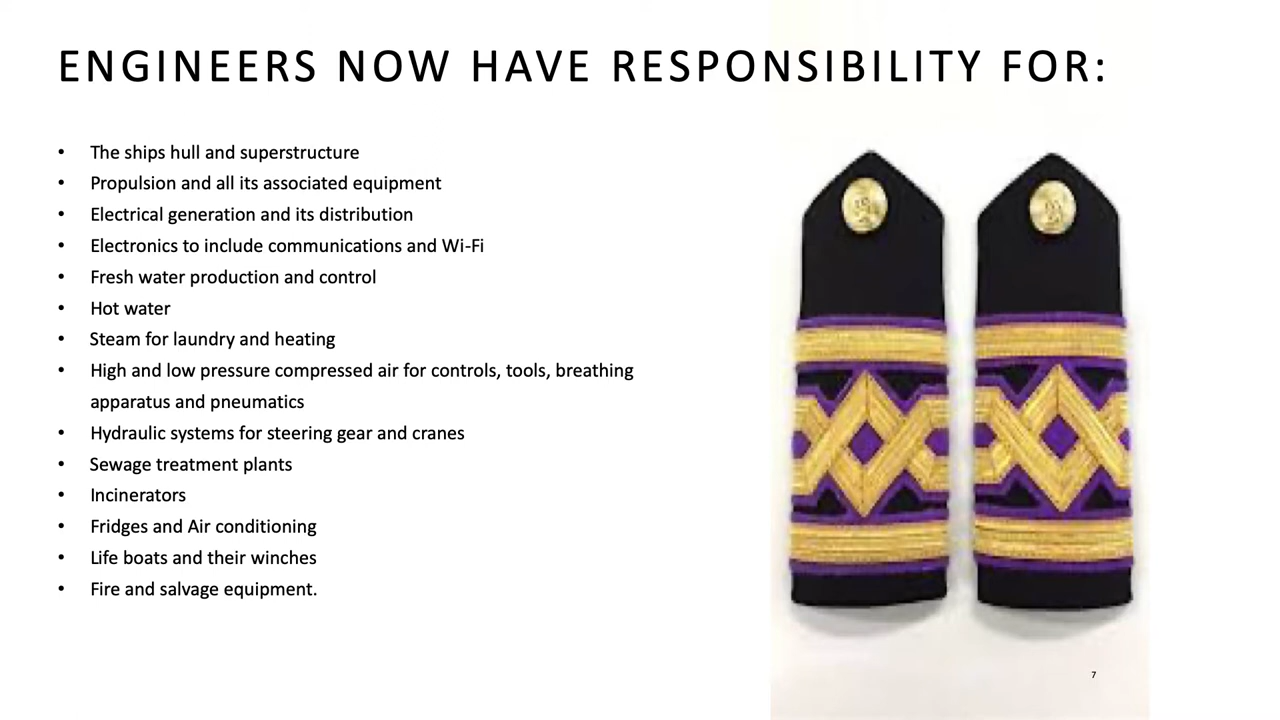 ENGINEERS NOW HAVE RESPONSIBILITY FOR:
• The ships hull and superstructure
• Propulsion and all its associated equipment
• Electrical generation and its distribution
• Electronics to include communications and Wi-Fi
• Fresh water production and control
• Hot water
• Steam for laundry and heating
• High and low pressure compressed air for controls, tools, breathing
apparatus and pneumatics
• Hydraulic systems for steering gear and cranes
• Sewage treatment plants
• Incinerators
• Fridges and Air conditioning
• Life boats and their winches
• Fire and salvage equipment.
7